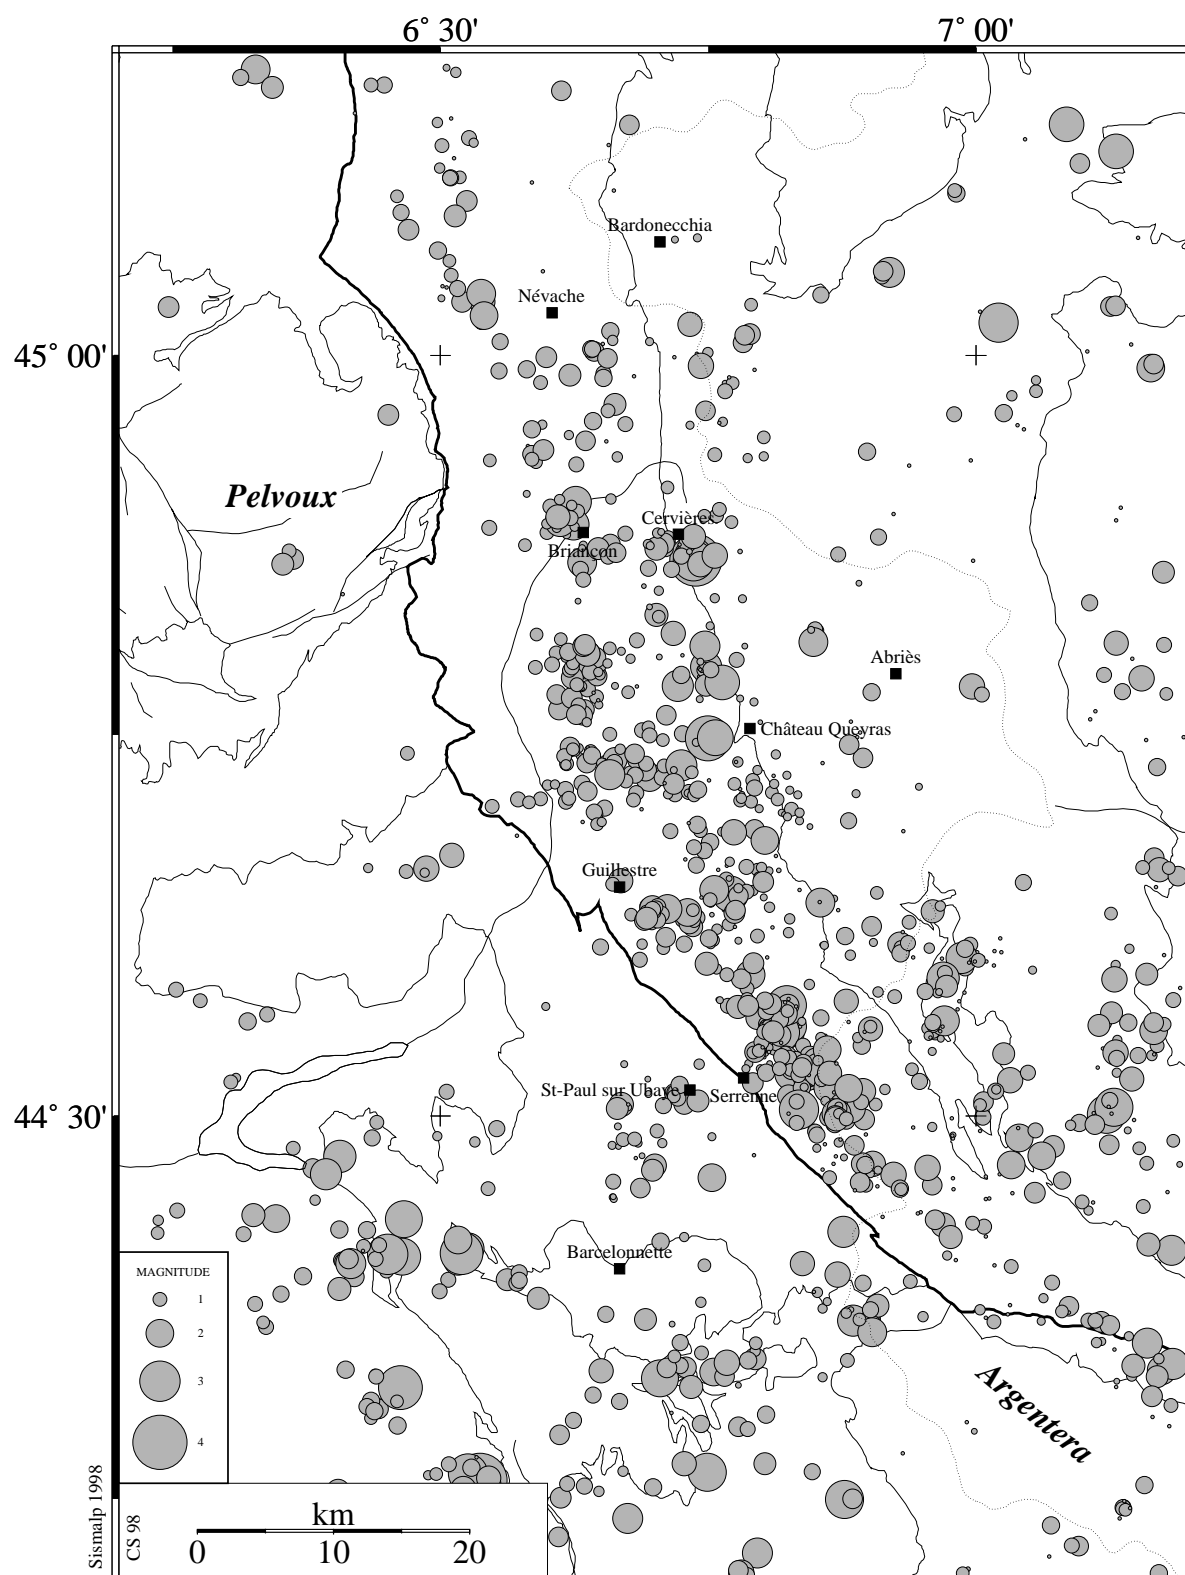 6° 30'
7° 00'
Bardonecchia
Névache
45° 00'
Pelvoux
Cervières
Briançon
Abriès
Château Queyras
Guillestre
St-Paul sur Ubaye
Serrenne
44° 30'
Barcelonnette
MAGNITUDE
1
2
3
4
Argentera
Sismalp 1998
CS 98
km
0 10 20